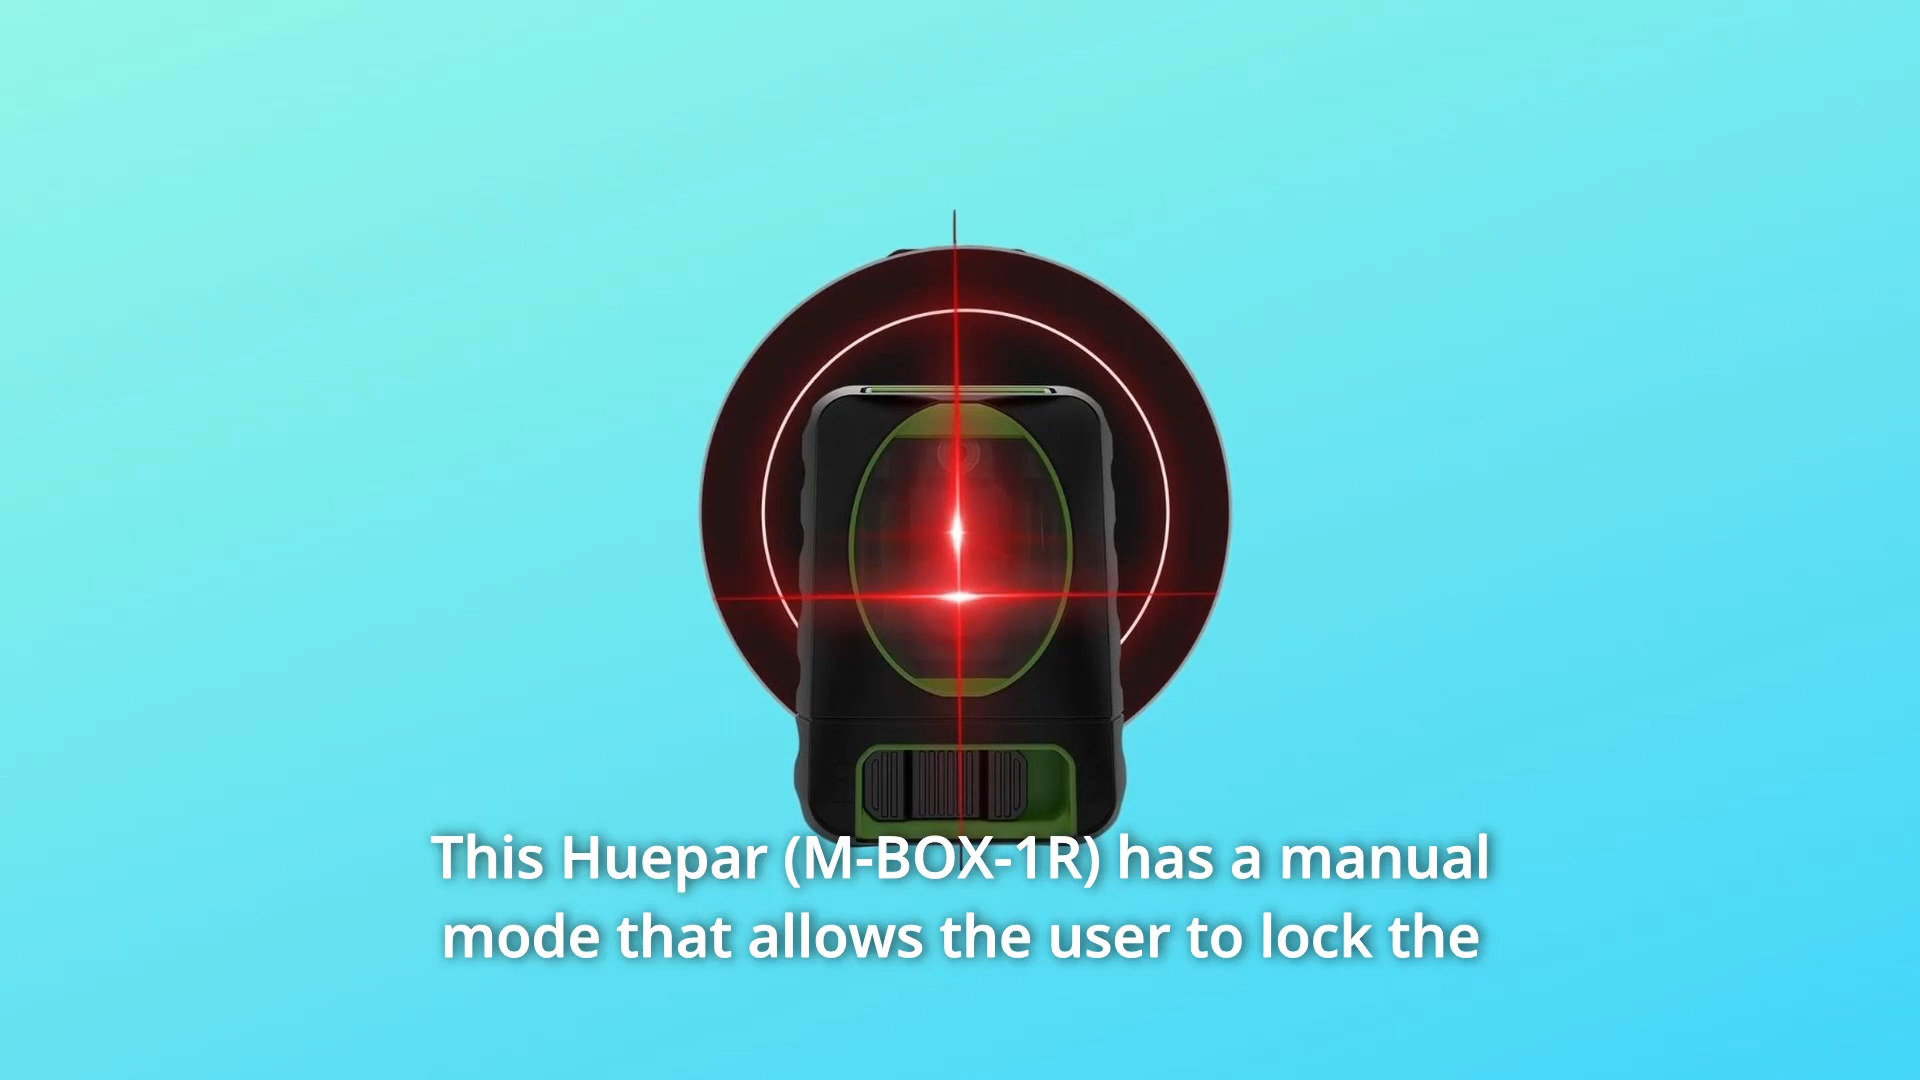 This Huepar (M-BOX-1R) has a manual
mode that allows the user to lock the